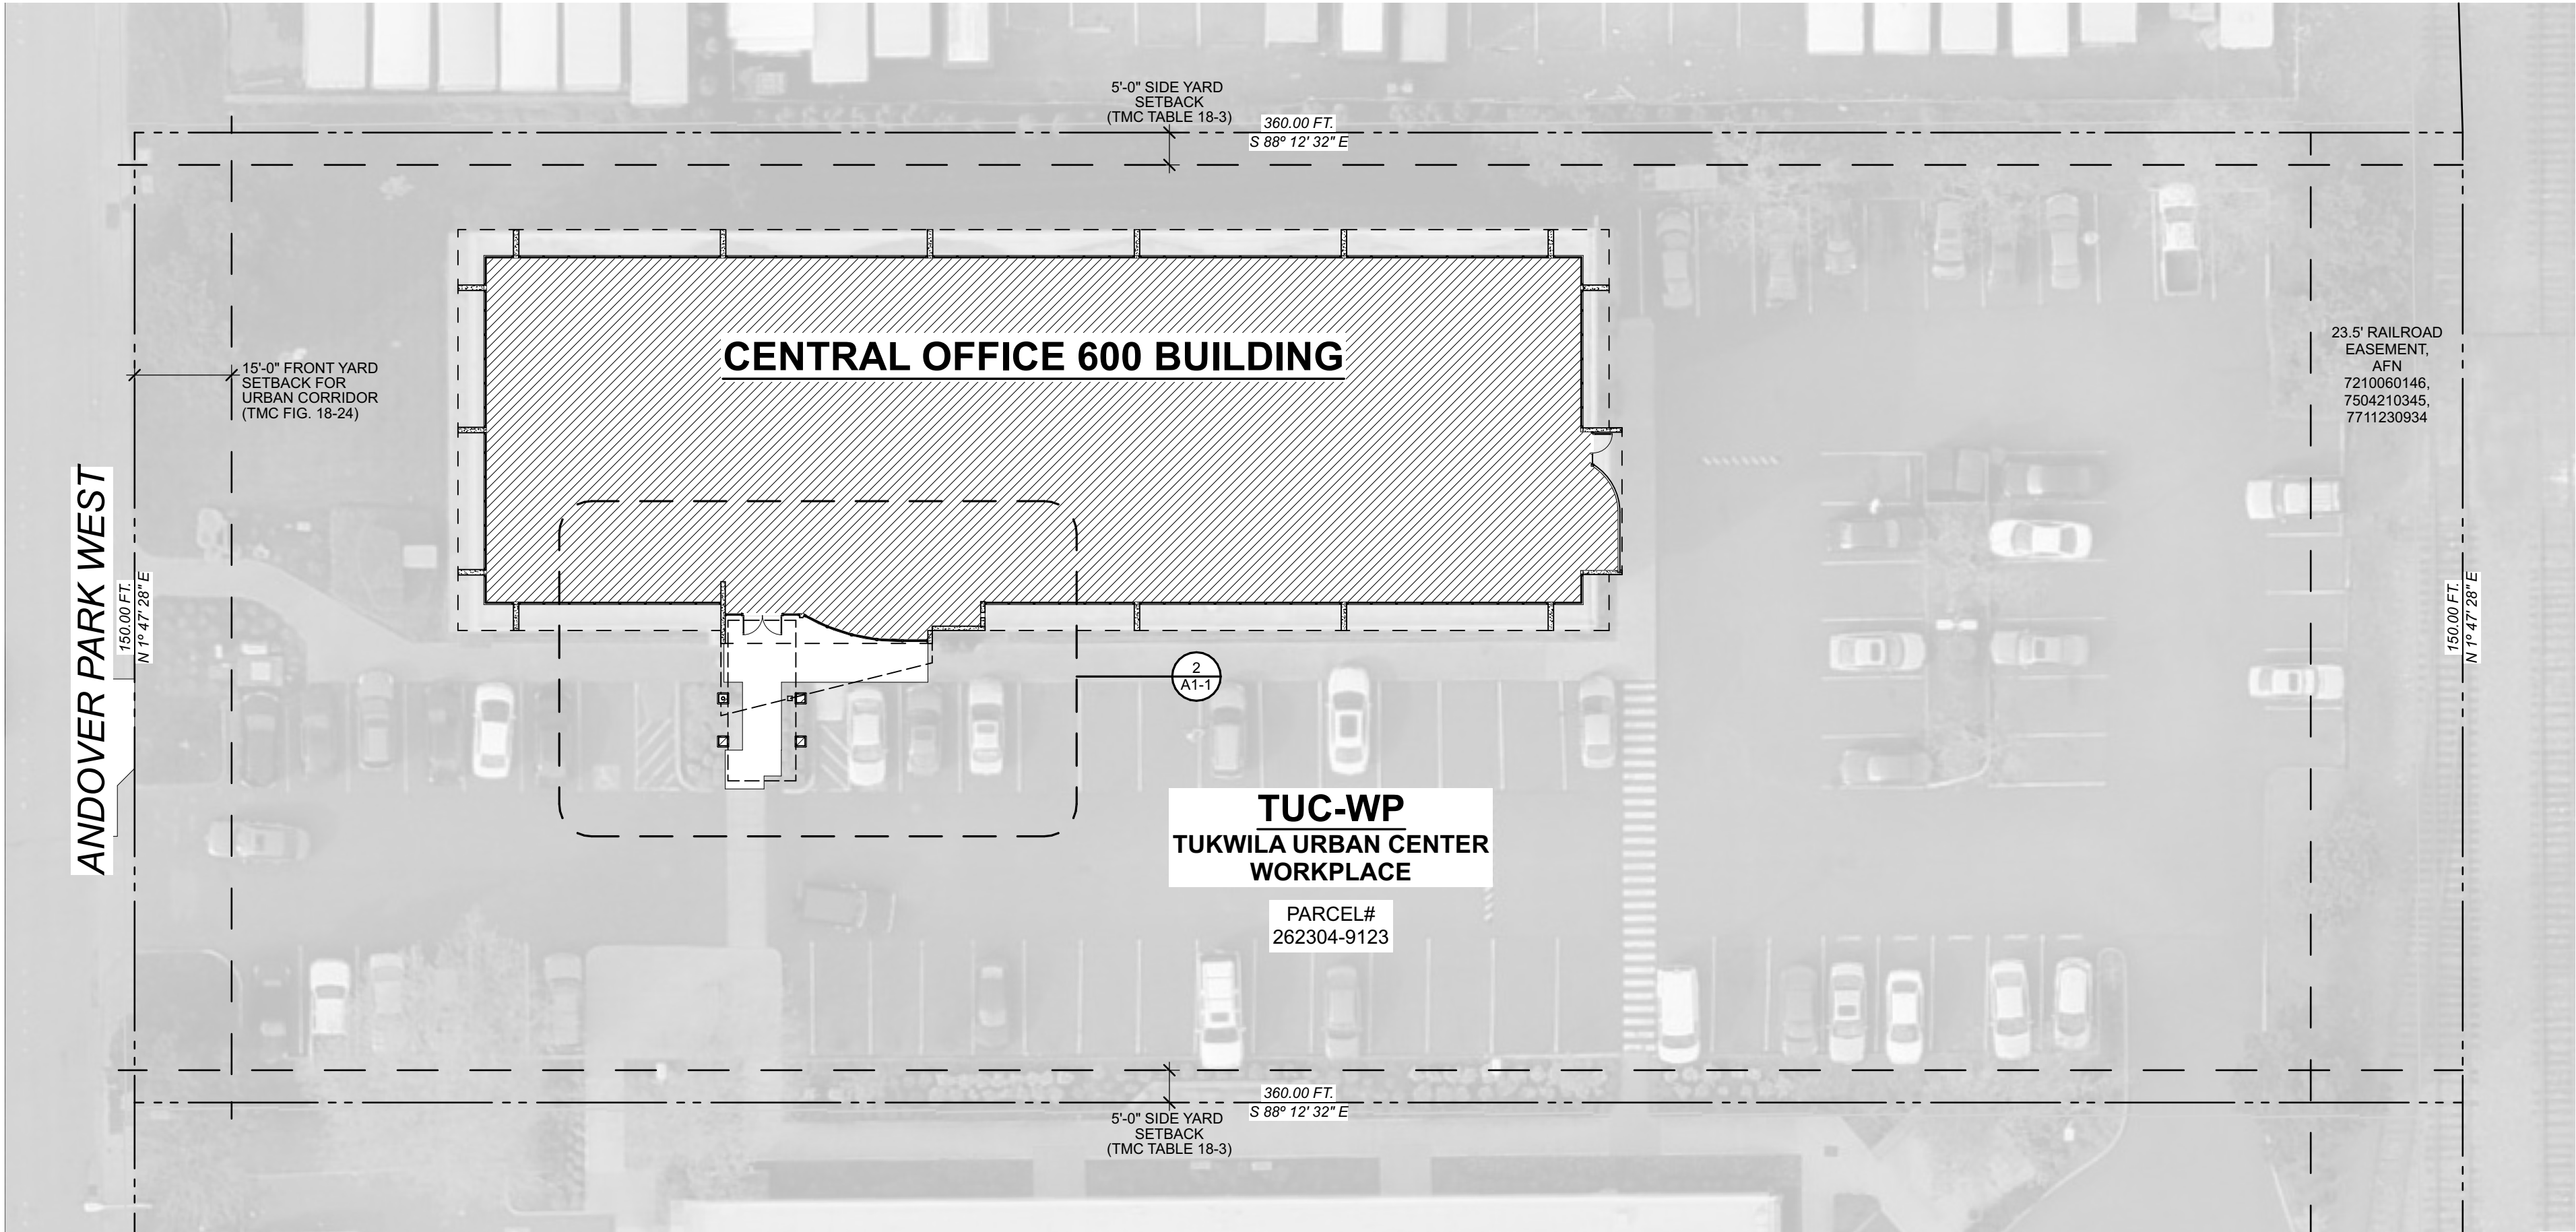 5'-0" SIDE YARD
SETBACK
(TMC TABLE 18-3)
360.00 FT.
S 88º 12' 32" E
CENTRAL OFFICE 600 BUILDING
15'-0" FRONT YARD
SETBACK FOR
URBAN CORRIDOR
(TMC FIG. 18-24)
23.5' RAILROAD
EASEMENT,
AFN
7210060146,
7504210345,
7711230934
ANDOVER PARK WEST
150.00 FT.
N 1º 47' 28" E
150.00 FT.
N 1º 47' 28" E
2
A1-1
TUC-WP
TUKWILA URBAN CENTER
WORKPLACE
PARCEL#
262304-9123
360.00 FT.
S 88º 12' 32" E
5'-0" SIDE YARD
SETBACK
(TMC TABLE 18-3)